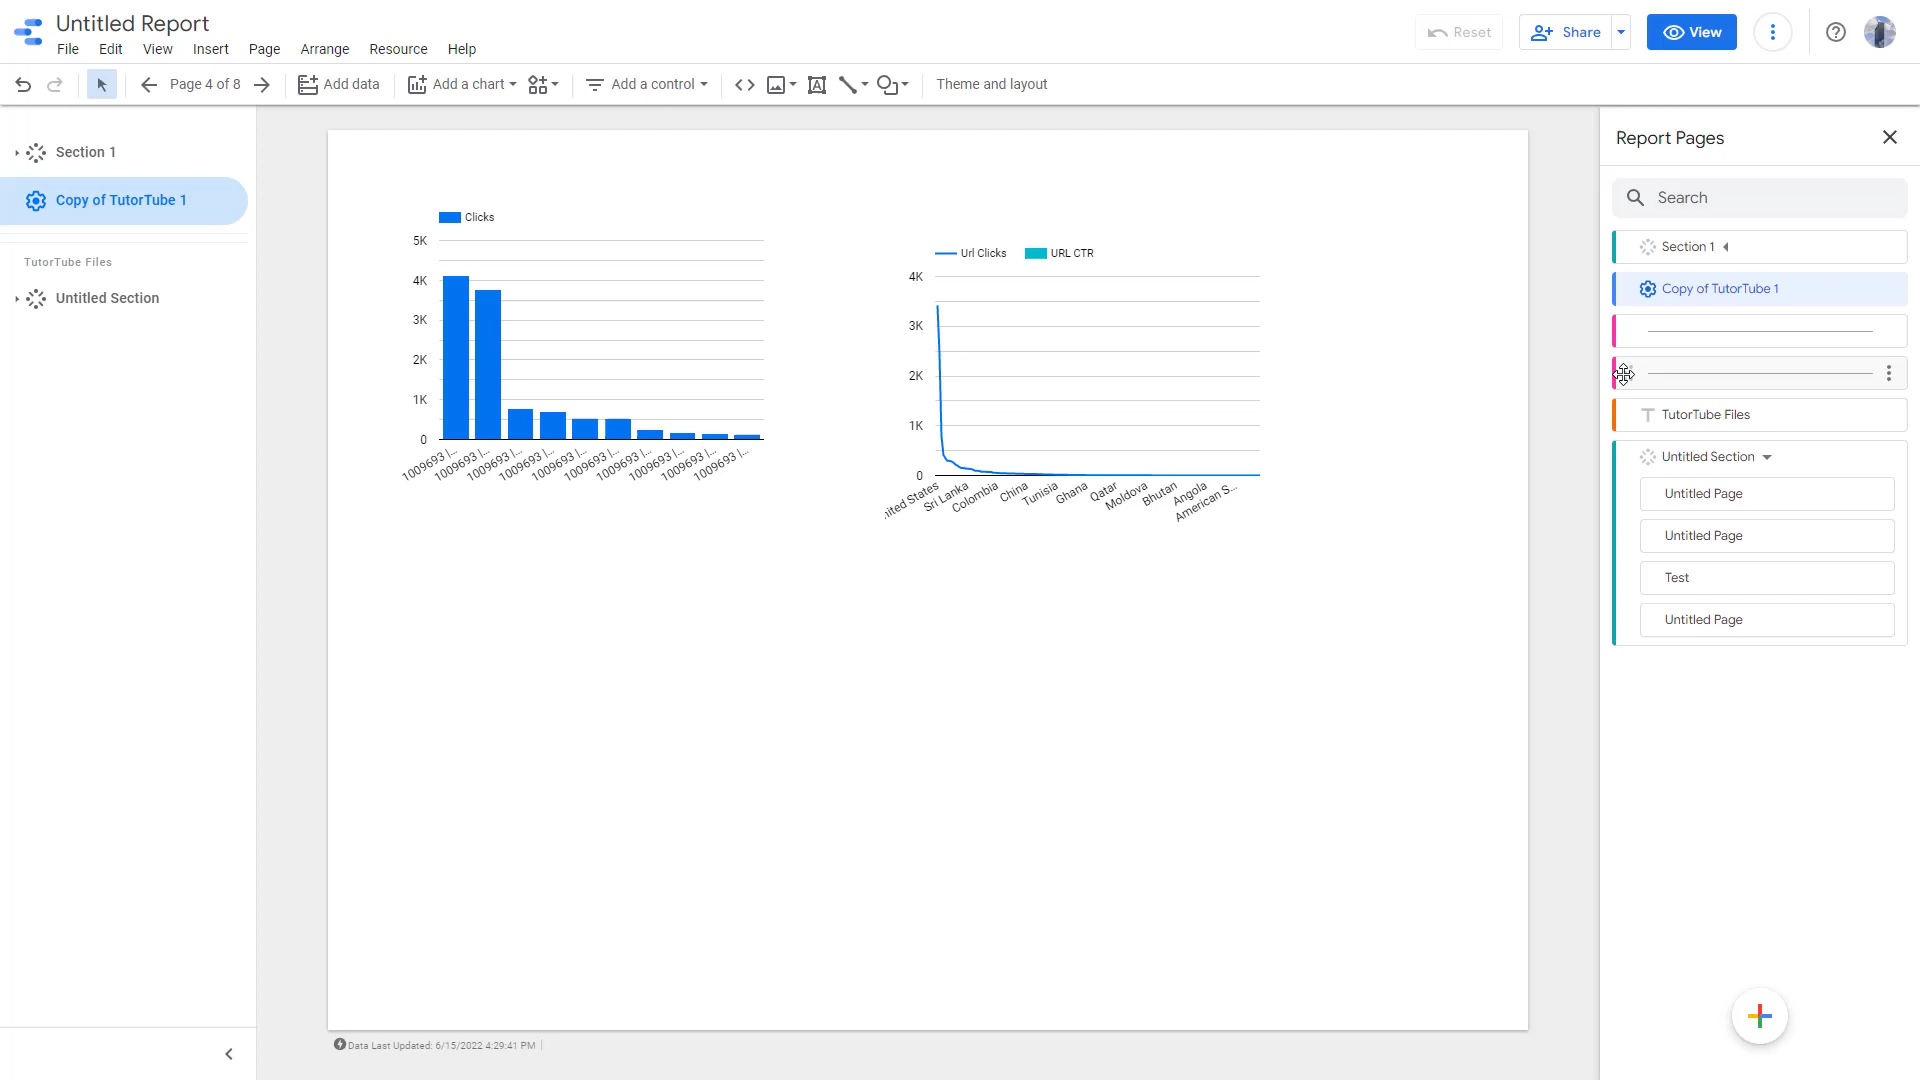 Untitled Report
File Edit View Insert Page Arrange Resource Help
Reset
Share
View
Page 4 of 8
Add data
Add a chart
Add a control
Theme and layout
Section 1
Copy of TutorTube 1
TutorTube Files
Untitled Section
Clicks
5K
4K
3K
2K
1K
0
1009693 |... 1009693 |... 1009693 |... 1009693 |... 1009693 |... 1009693 |... 1009693 |... 1009693 |... 1009693 |... 1009693 |...
Url Clicks URL CTR
4K
3K
2K
1K
0
nited States Sri Lanka Colombia China Tunisia Ghana Qatar Moldova Bhutan Angola American S...
Data Last Updated: 6/15/2022 4:29:41 PM
Report Pages
Search
Section 1
Copy of TutorTube 1
TutorTube Files
Untitled Section
Untitled Page
Untitled Page
Test
Untitled Page